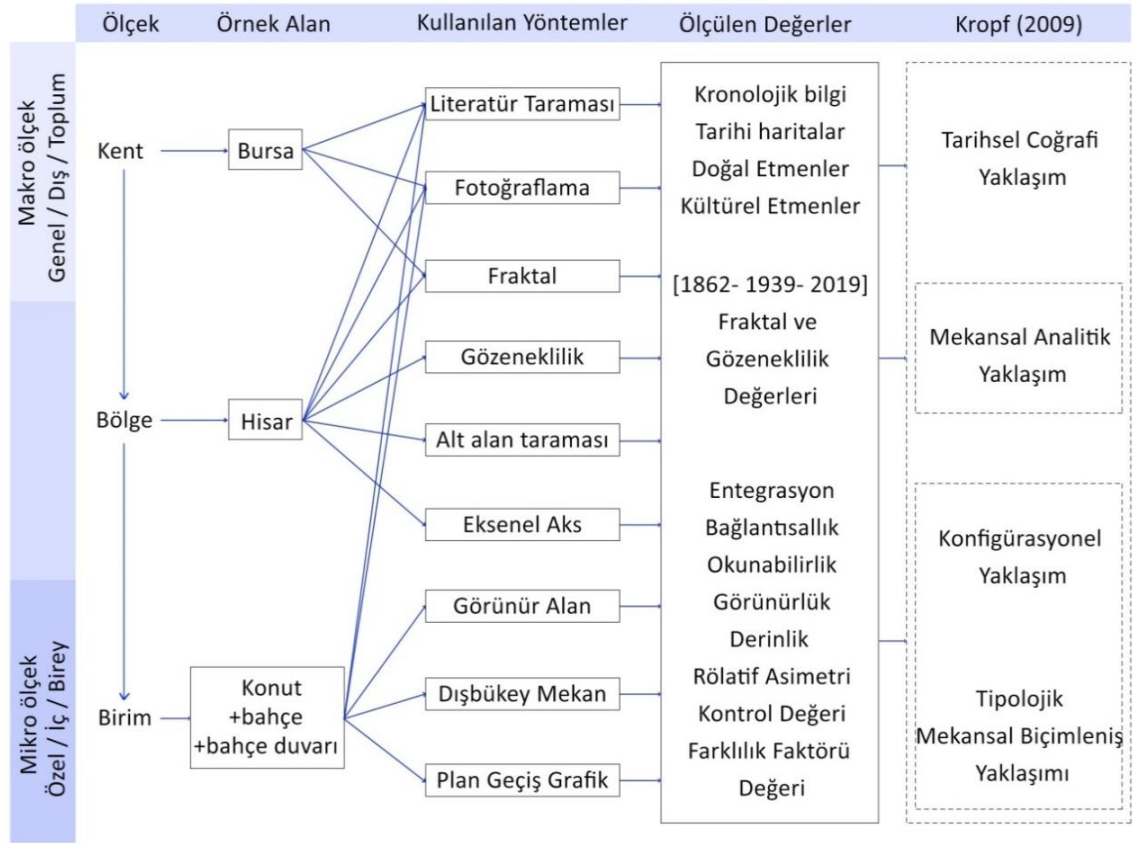 Ölçek
Örnek Alan
Kullanılan Yöntemler
Ölçülen Değerler
Kropf (2009)
Makro ölçek
Genel / Dış / Toplum
Mikro ölçek
Özel / İç / Birey
Kent
Bölge
Birim
Bursa
Hisar
Konut
+bahçe
+bahçe duvarı
Literatür Taraması
Fotoğraflama
Fraktal
Gözeneklilik
Alt alan taraması
Eksenel Aks
Görünür Alan
Dışbükey Mekan
Plan Geçiş Grafik
Kronolojik bilgi
Tarihi haritalar
Doğal Etmenler
Kültürel Etmenler
[1862- 1939- 2019]
Fraktal ve
Gözeneklilik
Değerleri
Entegrasyon
Bağlantısallık
Okunabilirlik
Görünürlük
Derinlik
Rölatif Asimetri
Kontrol Değeri
Farklılık Faktörü
Değeri
Tarihsel Coğrafi
Yaklaşım
Mekansal Analitik
Yaklaşım
Konfigürasyonel
Yaklaşım
Tipolojik
Mekansal Biçimleniş
Yaklaşımı